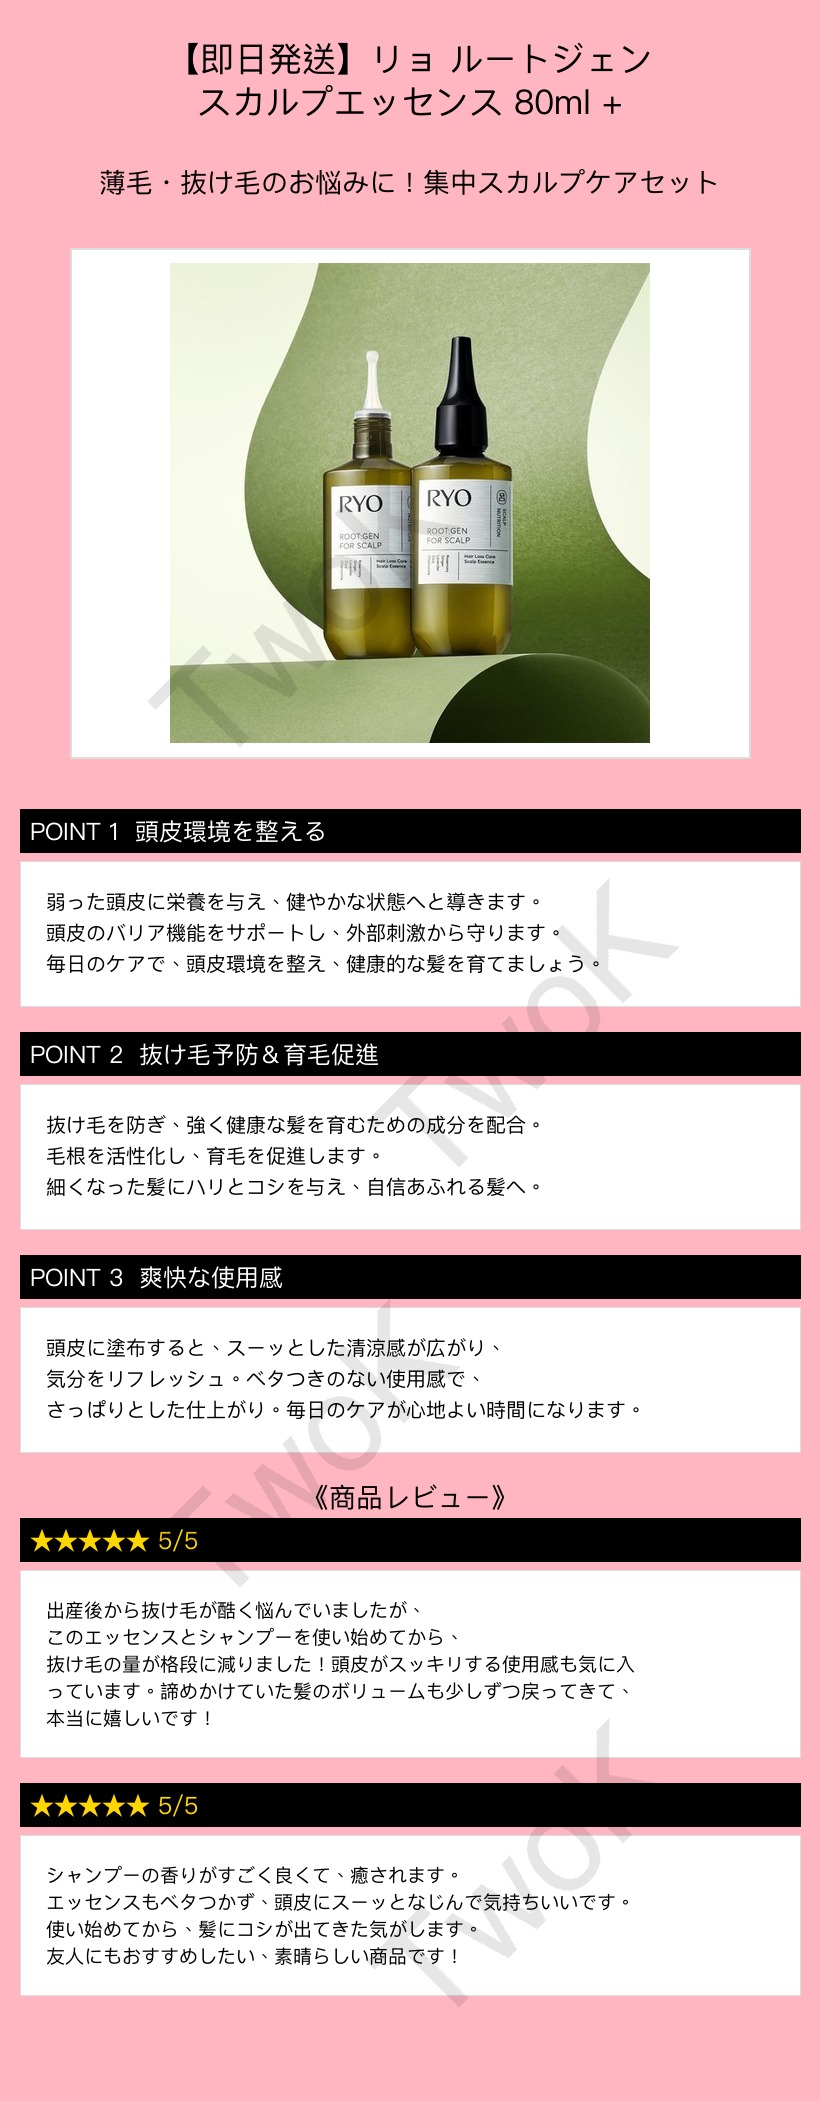 【即日発送】リョ ルートジェン
スカルプエッセンス 80ml +
薄毛・抜け毛のお悩みに！集中スカルプケアセット
RYO
ROOT:GEN
FOR SCALP
Hair Loss Care
Scalp Essence
RYO
ROOT:GEN
FOR SCALP
Hair Loss Care
Scalp Essence
SCALP
NUTRITION
TwoK
POINT 1 頭皮環境を整える
弱った頭皮に栄養を与え、健やかな状態へと導きます。
頭皮のバリア機能をサポートし、外部刺激から守ります。
毎日のケアで、頭皮環境を整え、健康的な髪を育てましょう。
TwoK
POINT 2 抜け毛予防＆育毛促進
抜け毛を防ぎ、強く健康な髪を育むための成分を配合。
毛根を活性化し、育毛を促進します。
細くなった髪にハリとコシを与え、自信あふれる髪へ。
POINT 3 爽快な使用感
頭皮に塗布すると、スーッとした清涼感が広がり、
気分をリフレッシュ。ベタつきのない使用感で、
さっぱりとした仕上がり。毎日のケアが心地よい時間になります。
TwoK
《商品レビュー》
★★★★★ 5/5
出産後から抜け毛が酷く悩んでいましたが、
このエッセンスとシャンプーを使い始めてから、
抜け毛の量が格段に減りました！頭皮がスッキリする使用感も気に入
っています。諦めかけていた髪のボリュームも少しずつ戻ってきて、
本当に嬉しいです！
★★★★★ 5/5
シャンプーの香りがすごく良くて、癒されます。
エッセンスもベタつかず、頭皮にスーッとなじんで気持ちいいです。
使い始めてから、髪にコシが出てきた気がします。
友人にもおすすめしたい、素晴らしい商品です！
TwoK